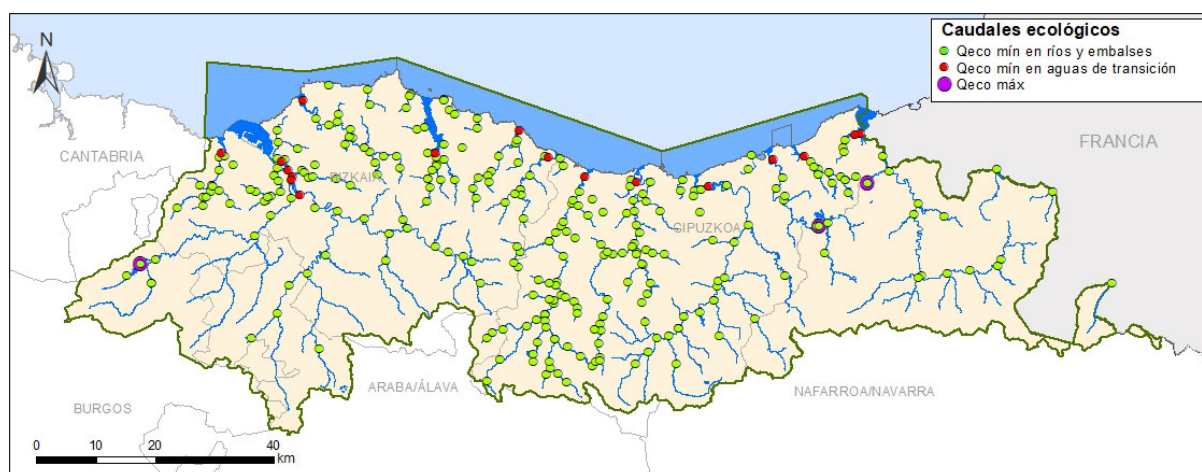 Caudales ecológicos
Qeco mín en ríos y embalses
Qeco mín en aguas de transición
Qeco máx
N
CANTABRIA
FRANCIA
BIZKAIA
GIPUZKOA
ARABA/ÁLAVA
NAFARROA/NAVARRA
BURGOS
0 10 20 40
km